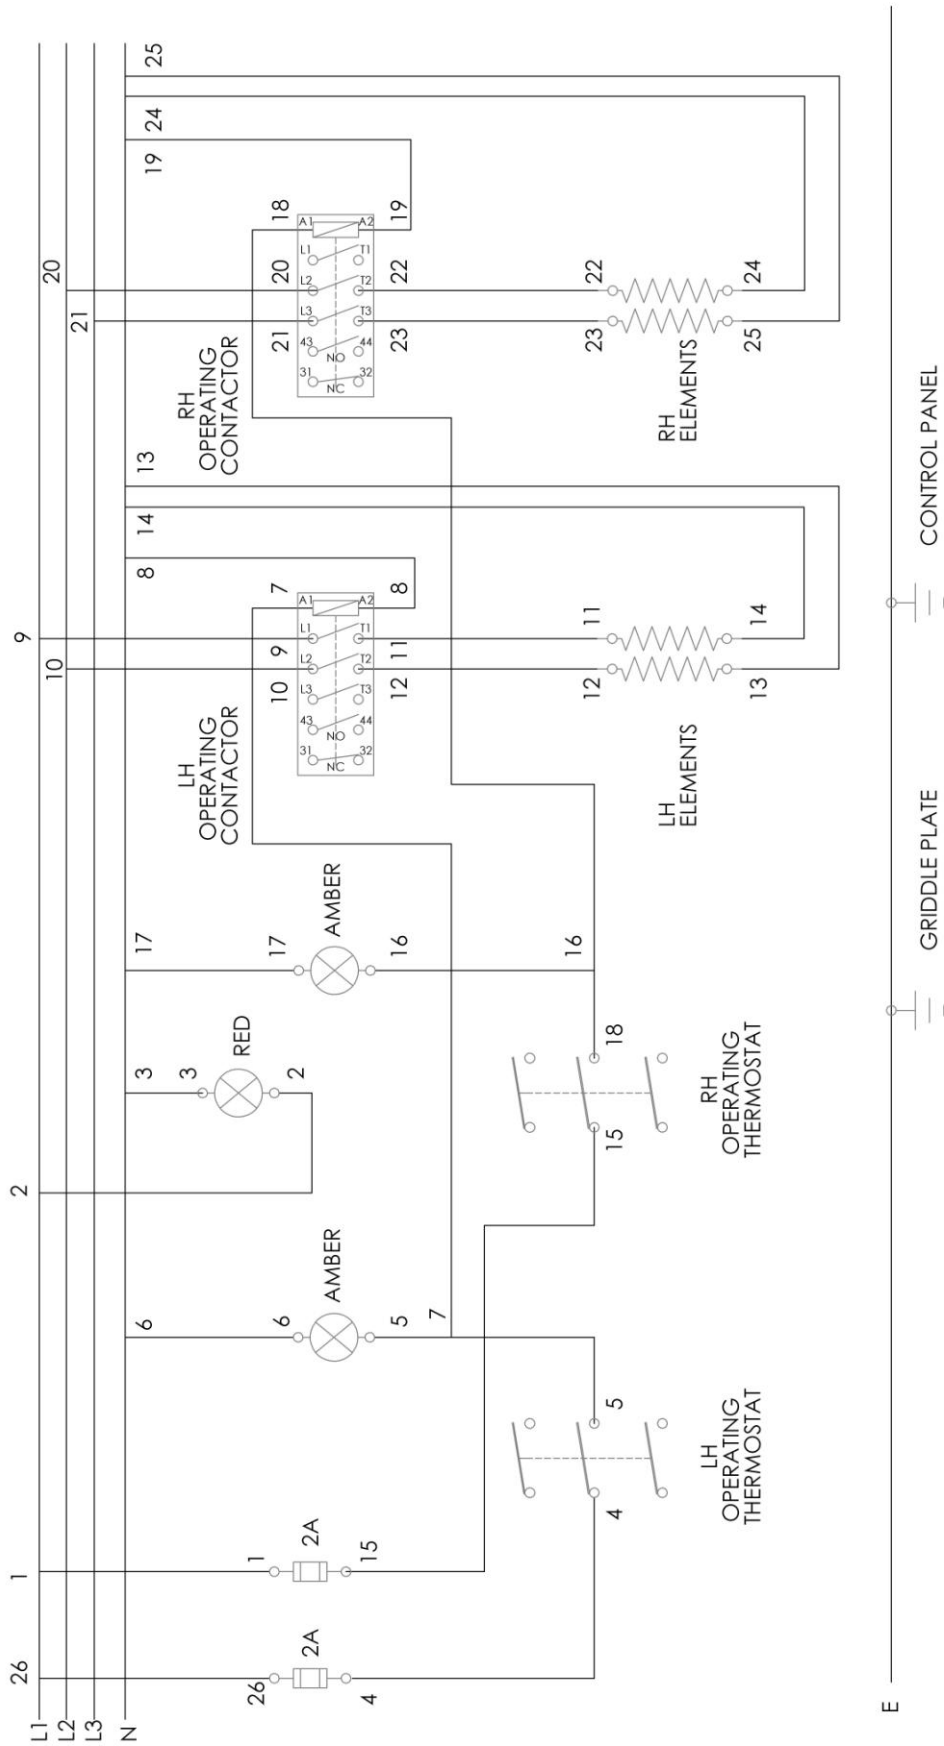 26
1
2
9
10
20
21
L1
L2
L3
N
6
3
17
8
14
13
19
24
25
LH
OPERATING
CONTACTOR
RH
OPERATING
CONTACTOR
3
RED
2
26
2A
4
1
2A
15
6
AMBER
5
7
17
AMBER
16
16
10
9
7
31 43 L3 L2 L1 A1
NC NO
32 44 T3 T2 T1 A2
12
11
8
21
20
18
31 43 L3 L2 L1 A1
NC NO
32 44 T3 T2 T1 A2
23
22
19
4
5
LH
OPERATING
THERMOSTAT
15
18
RH
OPERATING
THERMOSTAT
12
11
LH
ELEMENTS
13
14
23
22
RH
ELEMENTS
25
24
E
GRIDDLE PLATE
CONTROL PANEL